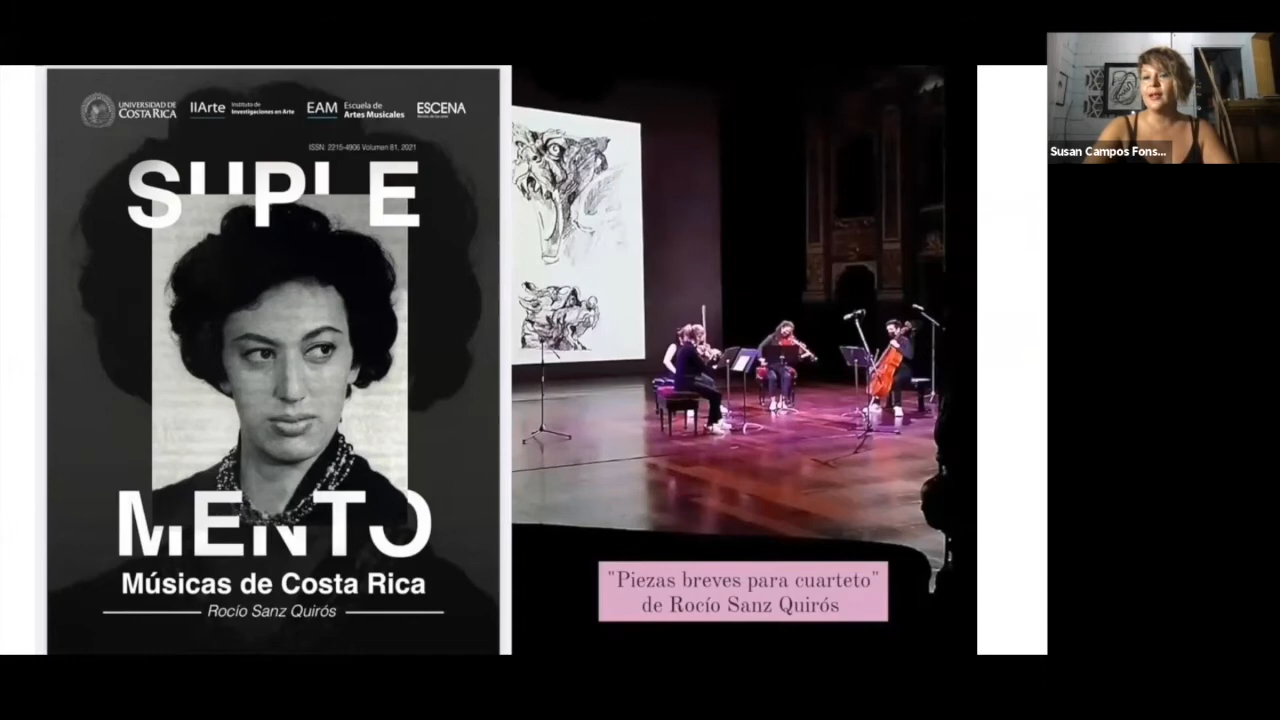 UNIVERSIDAD DE
COSTA RICA
IIArte
Instituto de
Investigaciones en Arte
EAM
Escuela de
Artes Musicales
ESCENA
ISSN: 2215-4906 Volumen 81, 2021
SUPLE
MENTO
Músicas de Costa Rica
Rocío Sanz Quirós
"Piezas breves para cuarteto"
de Rocío Sanz Quirós
Susan Campos Fons...